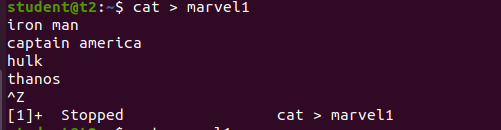 student@t2:~$ cat > marvel1
iron man
captain america
hulk
thanos
^Z
[1]+  Stopped                 cat > marvel1